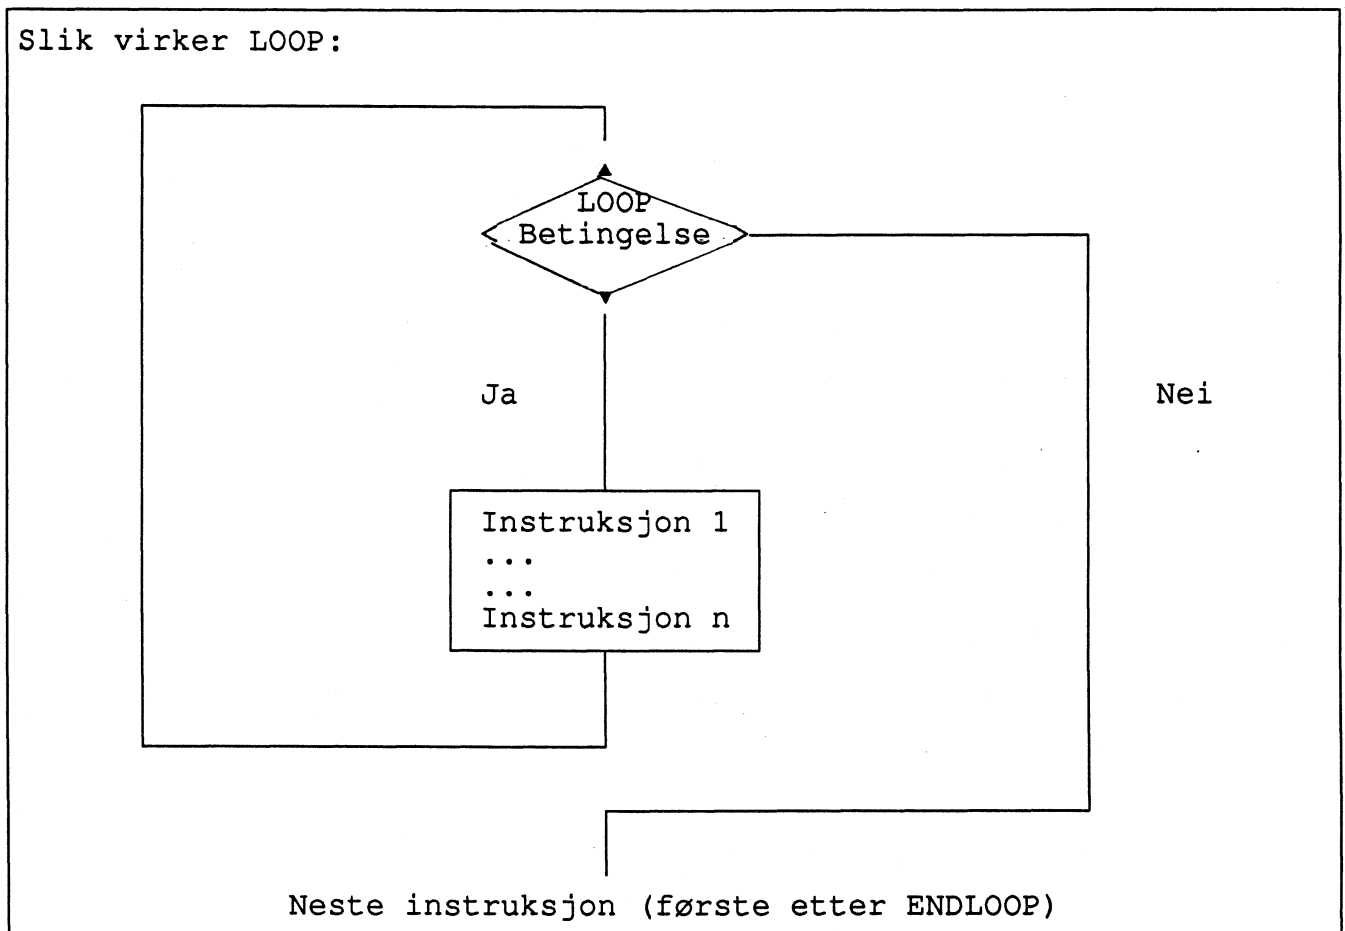 Slik virker LOOP:
LOOP
Betingelse
Ja
Nei
Instruksjon 1
...
...
Instruksjon n
Neste instruksjon (første etter ENDLOOP)